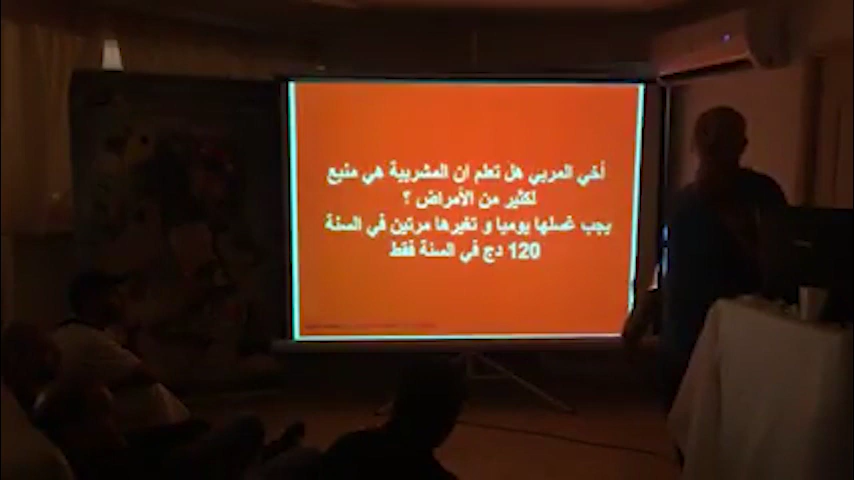 أخي المربي هل تعلم ان المشربية هي منبع
لكثير من الأمراض ؟
يجب غسلها يوميا و تغيرها مرتين في السنة
120 دج في السنة فقط